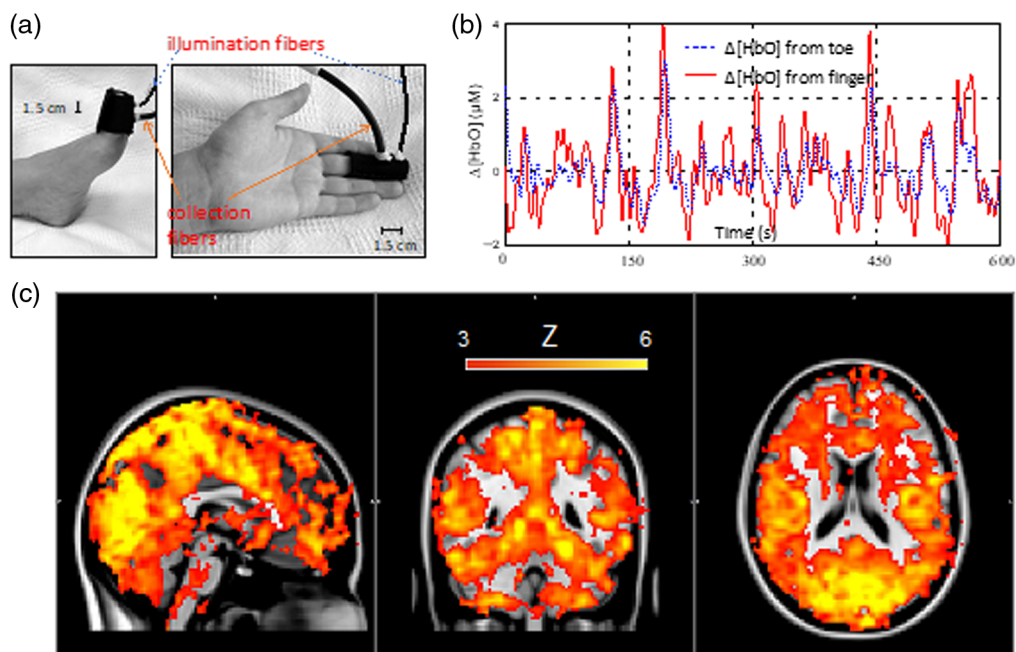 (a)
illumination fibers
1.5 cm
collection
fibers
1.5 cm
(b)
Δ[HbO] from toe
Δ[HbO] from finger
Δ[HbO] (μM)
4
2
0
−2
Time (s)
0 150 300 450 600
(c)
Z
3 6